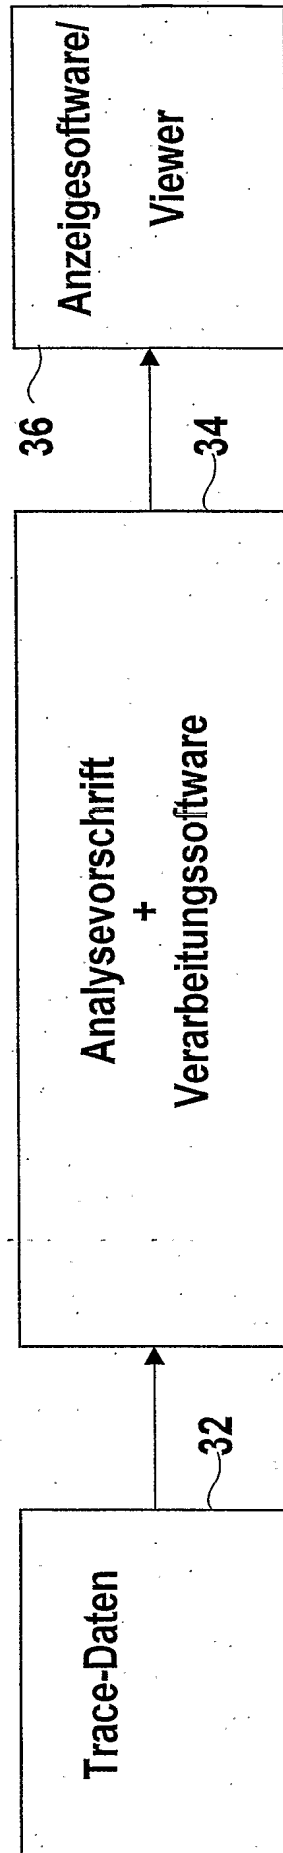 Trace-Daten
32
Analysevorschrift
+
Verarbeitungssoftware
34
Anzeigesoftware/
Viewer
36